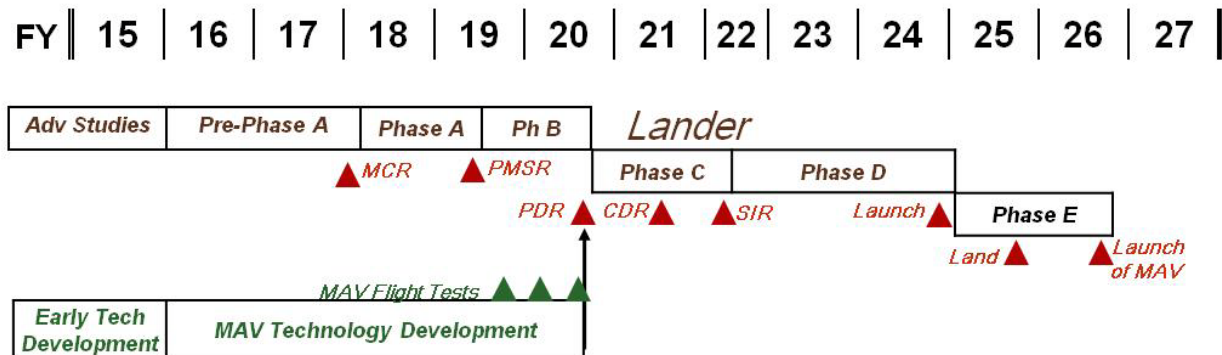 FY 15 16 17 18 19 20 21 22 23 24 25 26 27
Adv Studies Pre-Phase A Phase A Ph B Lander
Phase C Phase D
MCR PMSR
PDR CDR SIR Launch Phase E
Land Launch
of MAV
MAV Flight Tests
Early Tech
Development
MAV Technology Development